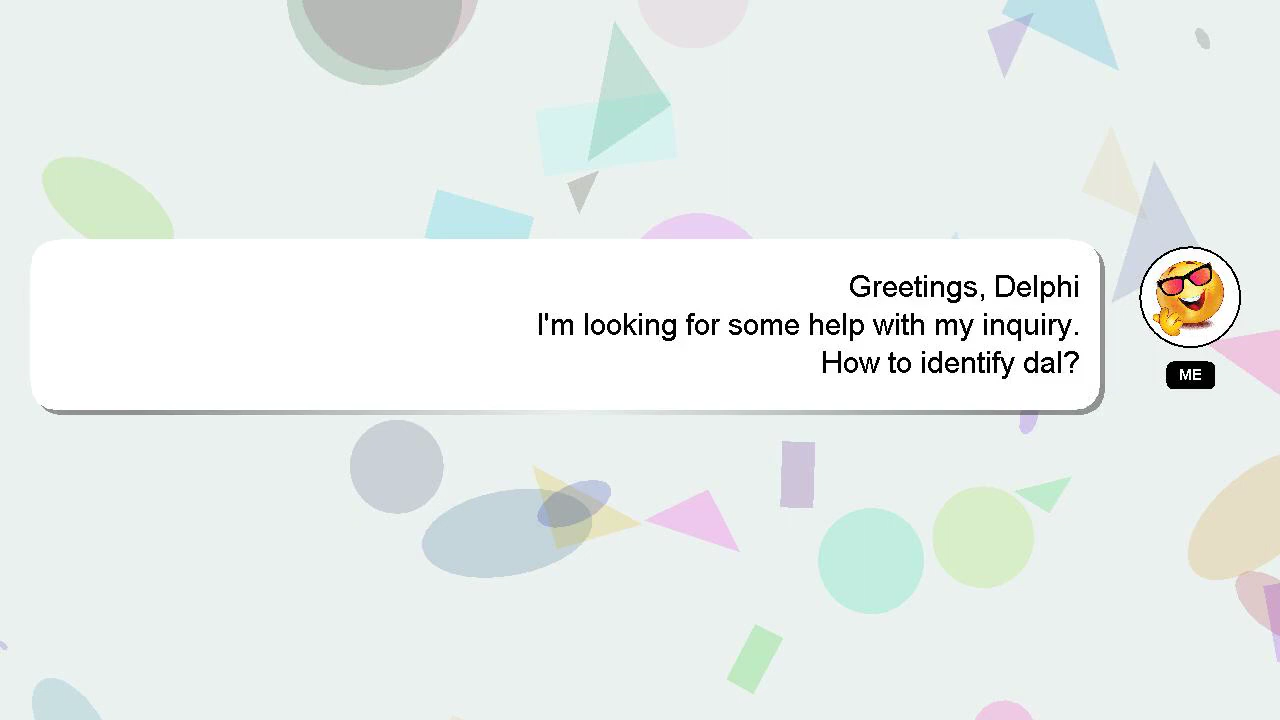 Greetings, Delphi
I'm looking for some help with my inquiry.
How to identify dal?
ME